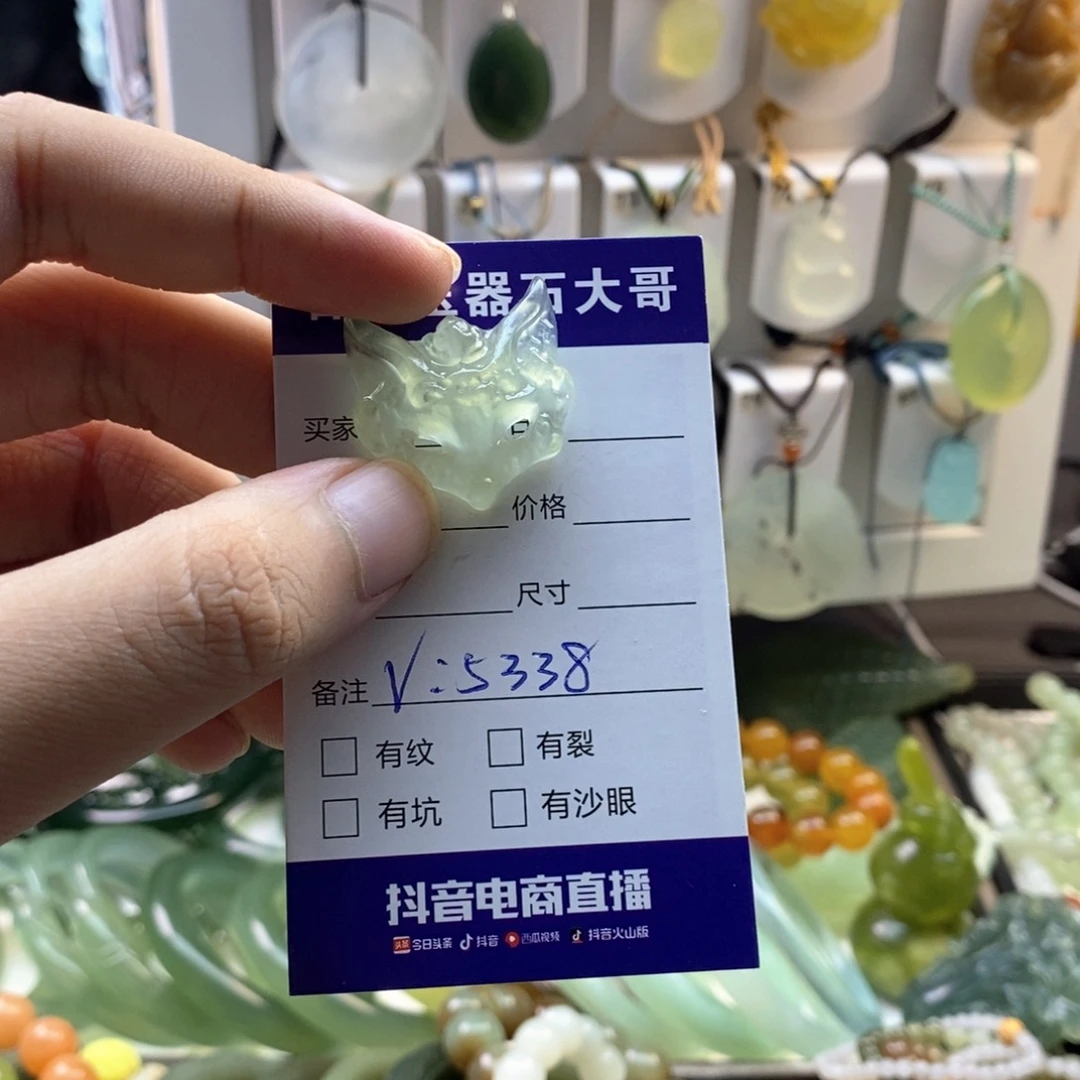 器石大哥
买家 
价格
尺寸
备注 V:5338
有纹 有裂
有坑 有沙眼
抖音电商直播
头条 今日头条 抖音 西瓜视频 抖音火山版